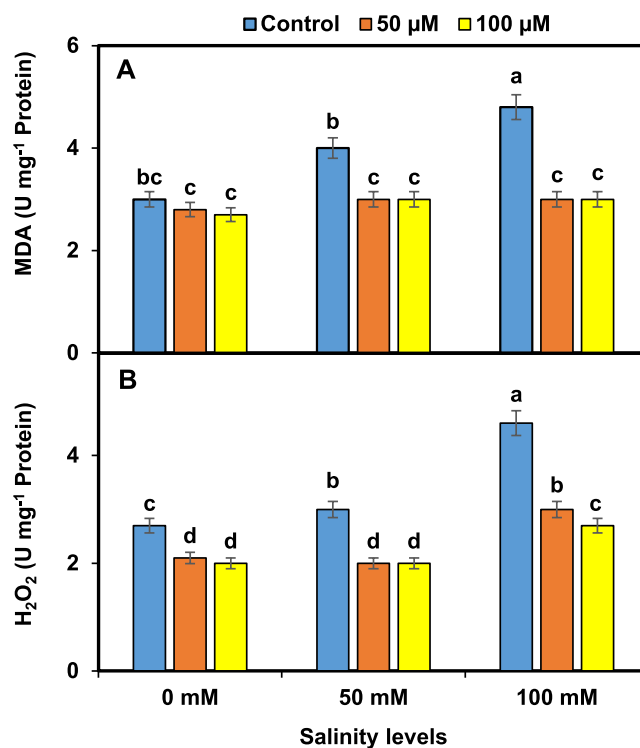 Control 50 µM 100 µM
A
MDA (U mg⁻¹ Protein)
6
4
2
0
bc c c
b c c
a c c
B
H₂O₂ (U mg⁻¹ Protein)
4
2
0
c d d
b d d
a b c
0 mM 50 mM 100 mM
Salinity levels